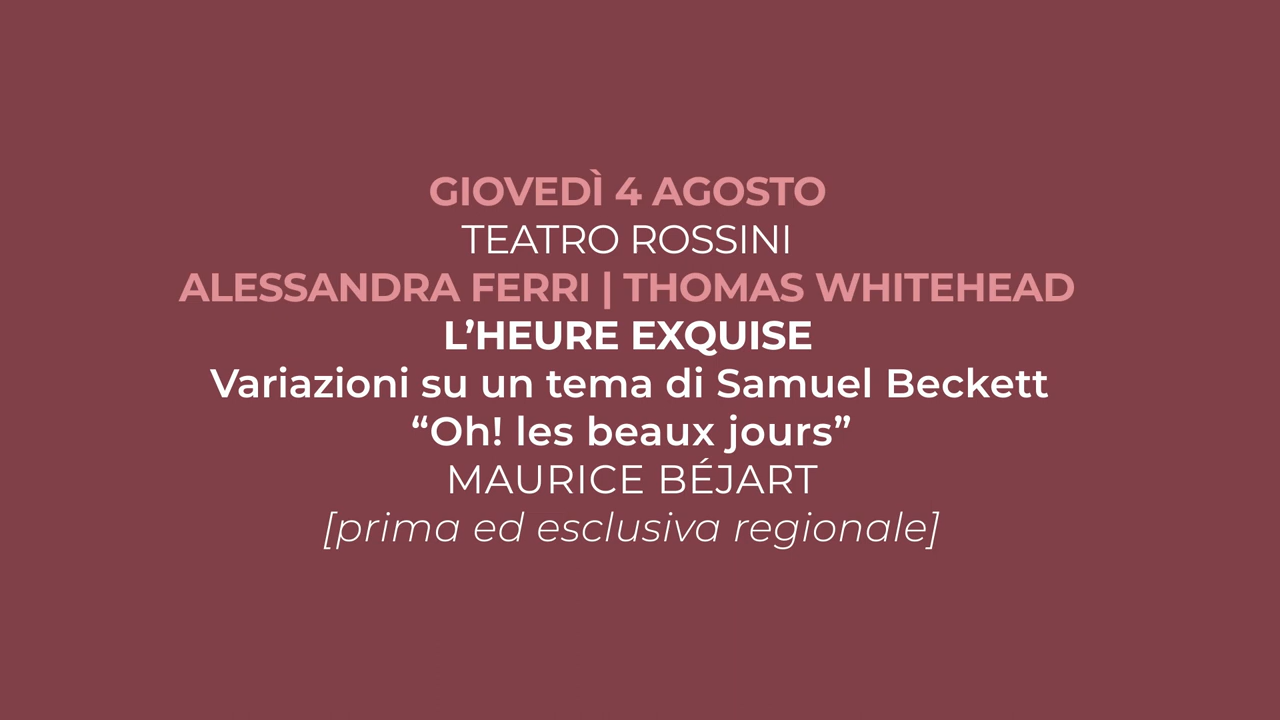 GIOVEDÌ 4 AGOSTO
TEATRO ROSSINI
ALESSANDRA FERRI | THOMAS WHITEHEAD
L’HEURE EXQUISE
Variazioni su un tema di Samuel Beckett
“Oh! les beaux jours”
MAURICE BÉJART
[prima ed esclusiva regionale]